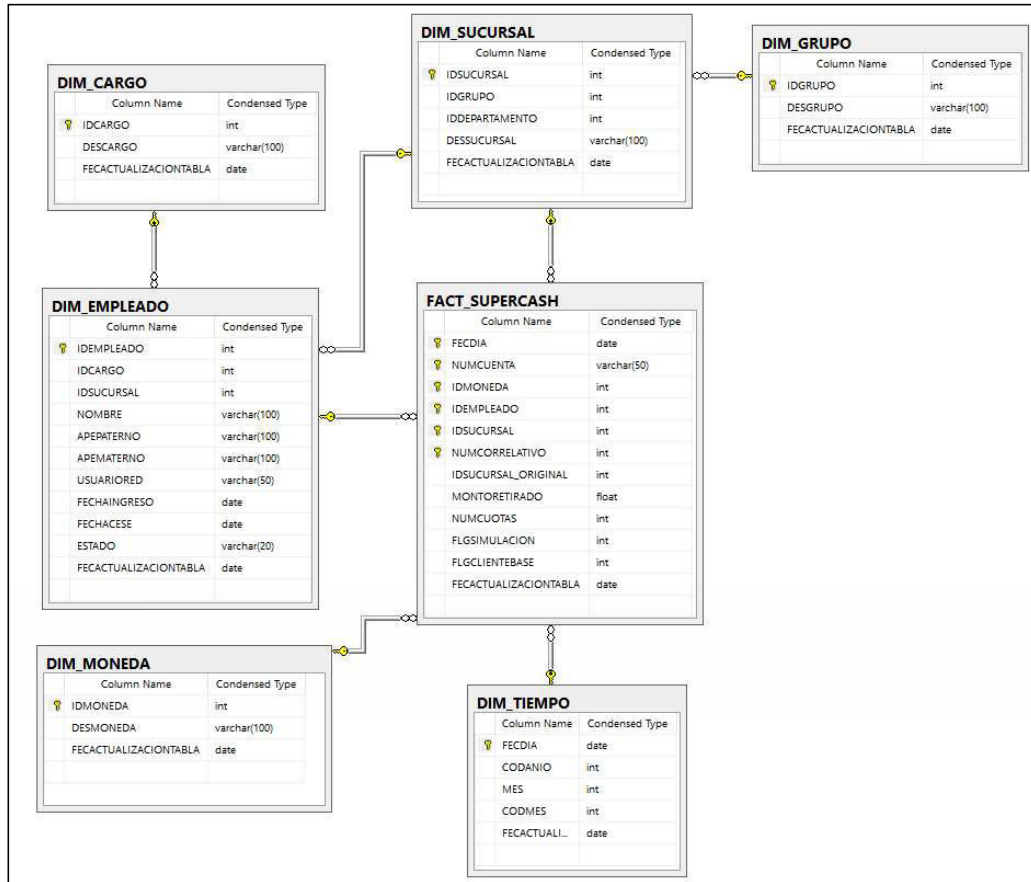 DIM_CARGO
Column Name Condensed Type
IDCARGO int
DESCARGO varchar(100)
FECACTUALIZACIONTABLA date
DIM_SUCURSAL
Column Name Condensed Type
IDSUCURSAL int
IDGRUPO int
IDDEPARTAMENTO int
DESSUCURSAL varchar(100)
FECACTUALIZACIONTABLA date
DIM_GRUPO
Column Name Condensed Type
IDGRUPO int
DESGRUPO varchar(100)
FECACTUALIZACIONTABLA date
DIM_EMPLEADO
Column Name Condensed Type
IDEMPLEADO int
IDCARGO int
IDSUCURSAL int
NOMBRE varchar(100)
APEPATERNO varchar(100)
APEMATERNO varchar(100)
USUARIORED varchar(50)
FECHAINGRESO date
FECHACESE date
ESTADO varchar(20)
FECACTUALIZACIONTABLA date
FACT_SUPERCASH
Column Name Condensed Type
FECDIA date
NUMCUENTA varchar(50)
IDMONEDA int
IDEMPLEADO int
IDSUCURSAL int
NUMCORRELATIVO int
IDSUCURSAL_ORIGINAL int
MONTORETIRADO float
NUMCUOTAS int
FLGSIMULACION int
FLGCLIENTEBASE int
FECACTUALIZACIONTABLA date
DIM_MONEDA
Column Name Condensed Type
IDMONEDA int
DESMONEDA varchar(100)
FECACTUALIZACIONTABLA date
DIM_TIEMPO
Column Name Condensed Type
FECDIA date
CODANIO int
MES int
CODMES int
FECACTUALI... date